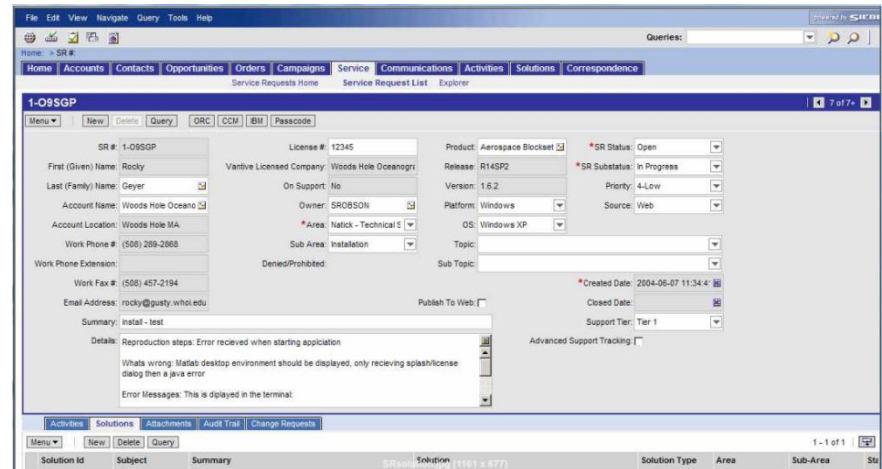 File Edit View Navigate Query Tools Help
powered by SIEBEL
Queries:
Home: > SR #:
Home Accounts Contacts Opportunities Orders Campaigns Service Communications Activities Solutions Correspondence
Service Requests Home Service Request List Explorer
1-O9SGP 7 of 7+
Menu New Delete Query ORC CCM IBM Passcode
SR #: 1-O9SGP License #: 12345 Product: Aerospace Blockset *SR Status: Open
First (Given) Name: Rocky Vantive Licensed Company: Woods Hole Oceanogra Release: R14SP2 *SR Substatus: In Progress
Last (Family) Name: Geyer On Support: No Version: 1.6.2 Priority: 4-Low
Account Name: Woods Hole Oceano Owner: SROBSON Platform: Windows Source: Web
Account Location: Woods Hole MA *Area: Natick - Technical S OS: Windows XP
Work Phone #: (508) 289-2868 Sub Area: Installation Topic:
Work Phone Extension: Denied/Prohibited: Sub Topic:
Work Fax #: (508) 457-2194 *Created Date: 2004-06-07 11:34:4
Email Address: rocky@gusty.whoi.edu Publish To Web: Closed Date:
Summary: install - test Support Tier: Tier 1
Details: Reproduction steps: Error recieved when starting applciation Advanced Support Tracking:
Whats wrong: Matlab desktop environment should be displayed, only recieving splash/license
dialog then a java error
Error Messages: This is diplayed in the terminal:
Activities Solutions Attachments Audit Trail Change Requests
Menu New Delete Query 1 - 1 of 1
Solution Id Subject Summary Solution Solution Type Area Sub-Area Sta
(1161 x 677)